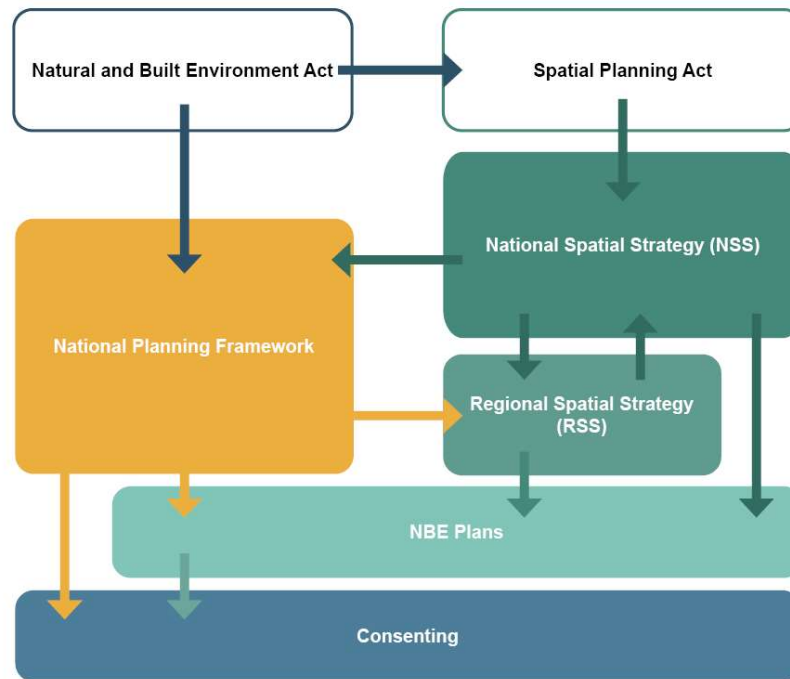 Natural and Built Environment Act
Spatial Planning Act
National Spatial Strategy (NSS)
National Planning Framework
Regional Spatial Strategy
(RSS)
NBE Plans
Consenting